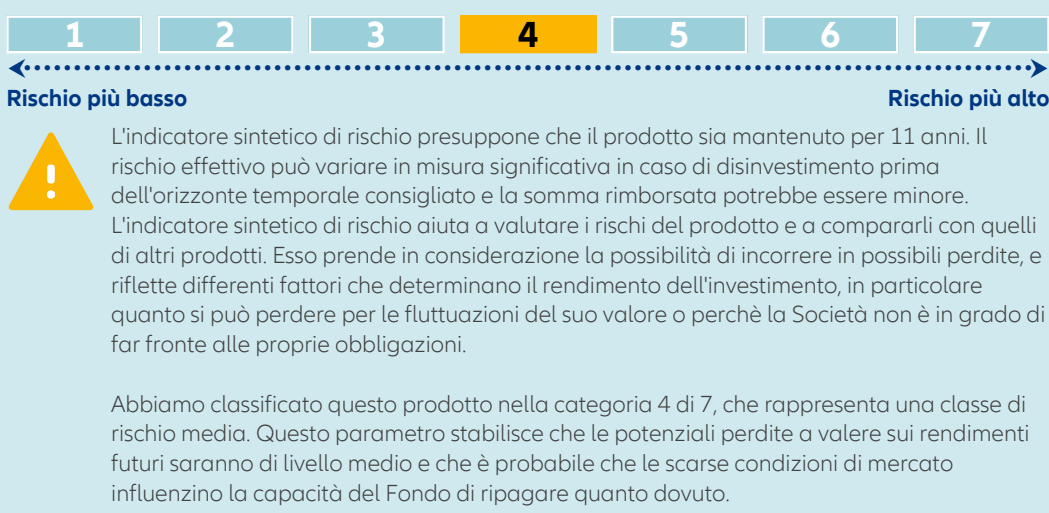 1 2 3 4 5 6 7
Rischio più basso Rischio più alto
L'indicatore sintetico di rischio presuppone che il prodotto sia mantenuto per 11 anni. Il
rischio effettivo può variare in misura significativa in caso di disinvestimento prima
dell'orizzonte temporale consigliato e la somma rimborsata potrebbe essere minore.
L'indicatore sintetico di rischio aiuta a valutare i rischi del prodotto e a compararli con quelli
di altri prodotti. Esso prende in considerazione la possibilità di incorrere in possibili perdite, e
riflette differenti fattori che determinano il rendimento dell'investimento, in particolare
quanto si può perdere per le fluttuazioni del suo valore o perchè la Società non è in grado di
far fronte alle proprie obbligazioni.
Abbiamo classificato questo prodotto nella categoria 4 di 7, che rappresenta una classe di
rischio media. Questo parametro stabilisce che le potenziali perdite a valere sui rendimenti
futuri saranno di livello medio e che è probabile che le scarse condizioni di mercato
influenzino la capacità del Fondo di ripagare quanto dovuto.